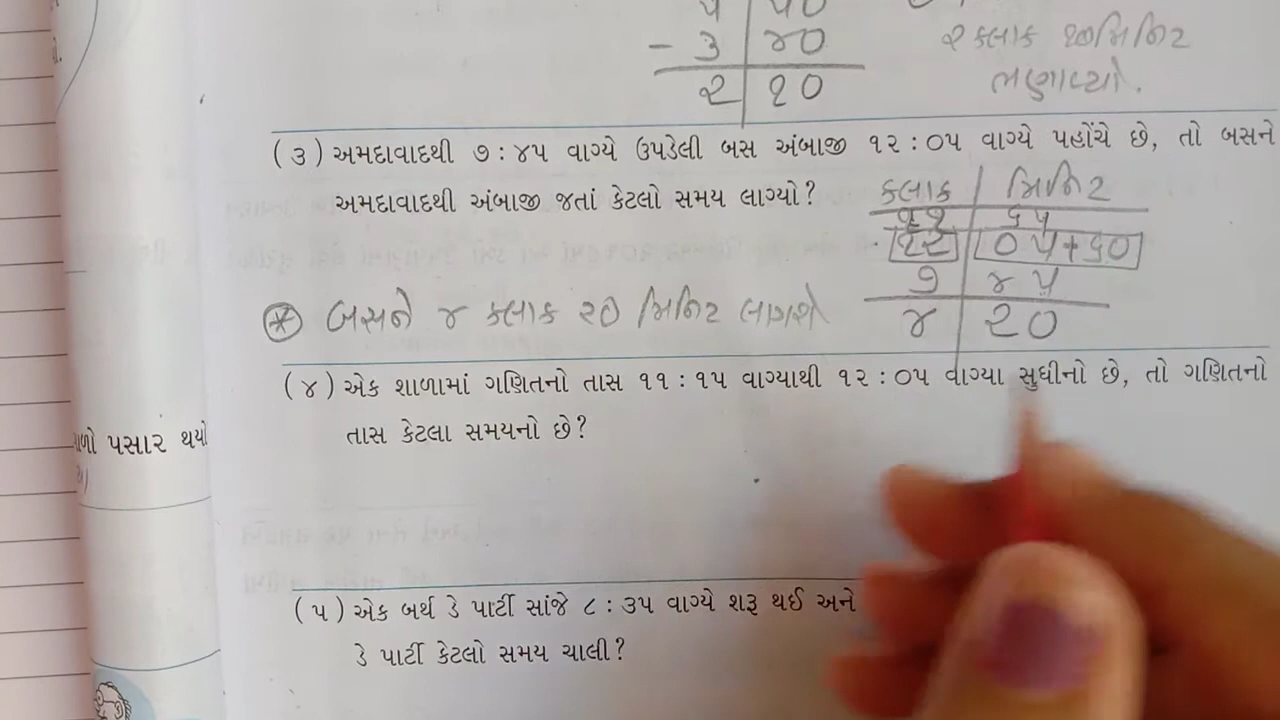 ૫ | ૫૦
- ૩ | ૪૦
૨ | ૧૦
૨ કલાક ૧૦ મિનિટ
ભણાવ્યો.
(૩) અમદાવાદથી ૭ : ૪૫ વાગ્યે ઉપડેલી બસ અંબાજી ૧૨ : ૦૫ વાગ્યે પહોંચે છે, તો બસને
અમદાવાદથી અંબાજી જતાં કેટલો સમય લાગ્યો?
કલાક | મિનિટ
૧૧ | ૬૫
૧૨ | ૦૫+૬૦
૭ | ૪૫
૪ | ૨૦
બસને ૪ કલાક ૨૦ મિનિટ લાગશે
(૪) એક શાળામાં ગણિતનો તાસ ૧૧ : ૧૫ વાગ્યાથી ૧૨ : ૦૫ વાગ્યા સુધીનો છે, તો ગણિતનો
તાસ કેટલા સમયનો છે?
પસાર થયો
(૫) એક બર્થ ડે પાર્ટી સાંજે ૮ : ૩૫ વાગ્યે શરૂ થઈ અને
ડે પાર્ટી કેટલો સમય ચાલી?